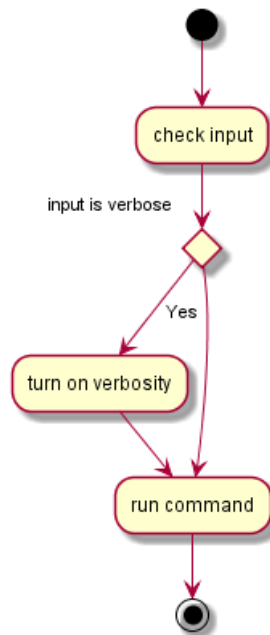 check input
input is verbose
Yes
turn on verbosity
run command